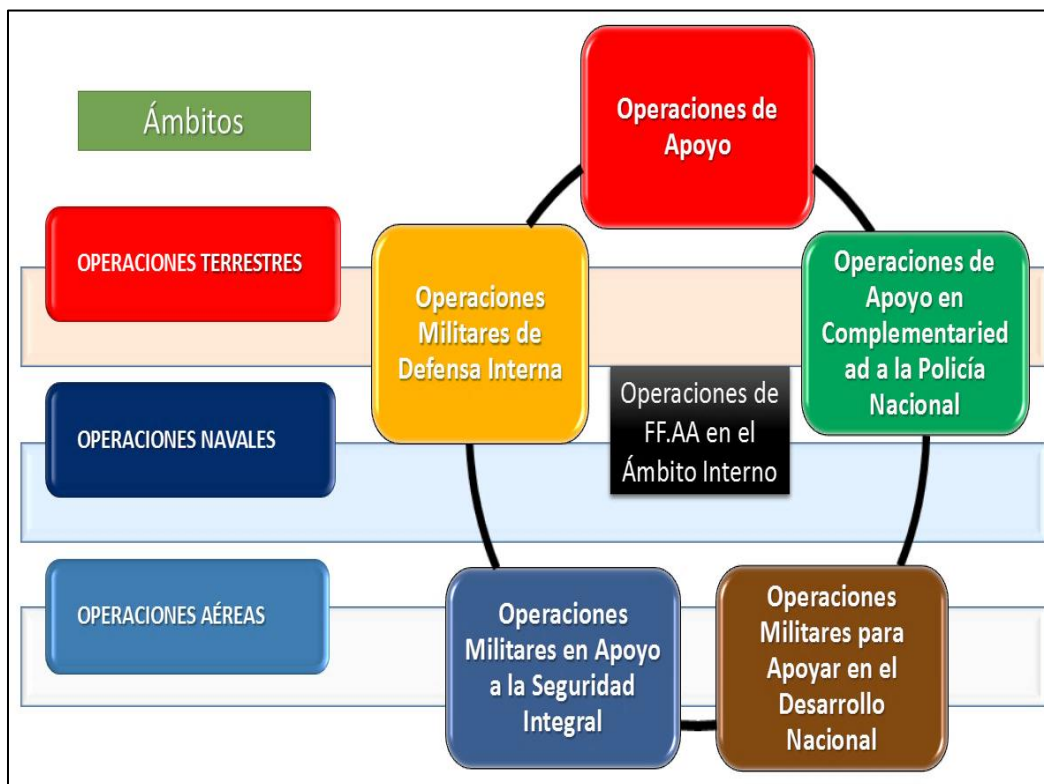 Ámbitos
OPERACIONES TERRESTRES
OPERACIONES NAVALES
OPERACIONES AÉREAS
Operaciones de
Apoyo
Operaciones de
Apoyo en
Complementaried
ad a la Policía
Nacional
Operaciones
Militares para
Apoyar en el
Desarrollo
Nacional
Operaciones
Militares en Apoyo
a la Seguridad
Integral
Operaciones
Militares de
Defensa Interna
Operaciones de
FF.AA en el
Ámbito Interno